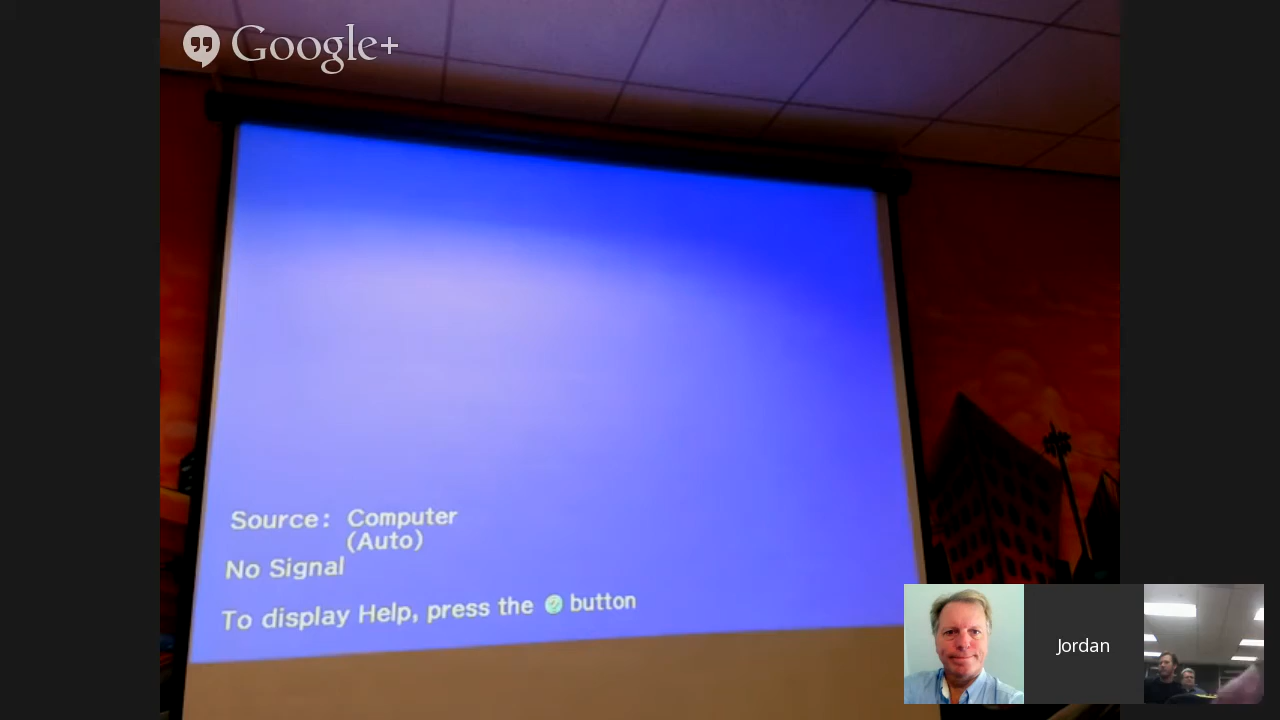 Google+
Source: Computer
(Auto)
No Signal
To display Help, press the ? button
Jordan